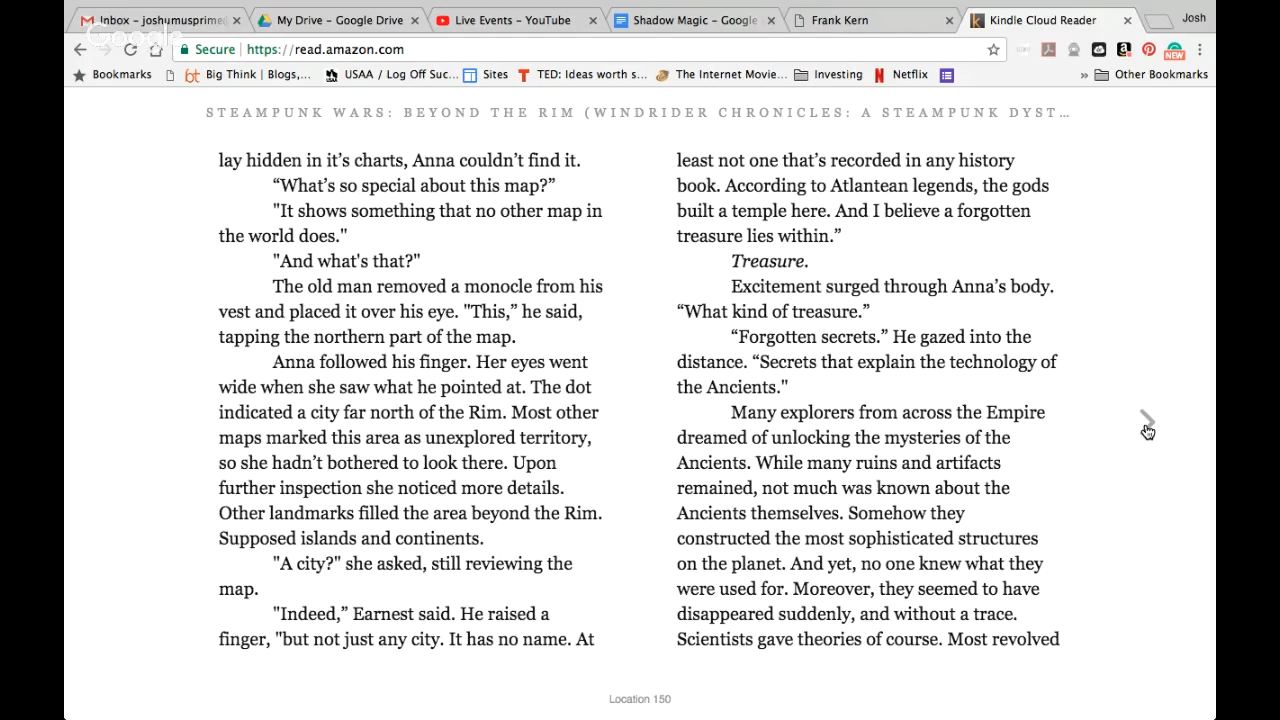 Inbox - joshumusprime@
My Drive - Google Drive
Live Events - YouTube
Shadow Magic - Google
Frank Kern
Kindle Cloud Reader
Josh
Google
Secure
https://read.amazon.com
NEW
Bookmarks
bt
Big Think | Blogs,...
USAA / Log Off Suc...
Sites
T
TED: Ideas worth s...
The Internet Movie...
Investing
N
Netflix
»
Other Bookmarks
STEAMPUNK WARS: BEYOND THE RIM (WINDRIDER CHRONICLES: A STEAMPUNK DYST...
lay hidden in it's charts, Anna couldn't find it.
“What's so special about this map?”
"It shows something that no other map in
the world does."
"And what's that?"
The old man removed a monocle from his
vest and placed it over his eye. "This,” he said,
tapping the northern part of the map.
Anna followed his finger. Her eyes went
wide when she saw what he pointed at. The dot
indicated a city far north of the Rim. Most other
maps marked this area as unexplored territory,
so she hadn't bothered to look there. Upon
further inspection she noticed more details.
Other landmarks filled the area beyond the Rim.
Supposed islands and continents.
"A city?" she asked, still reviewing the
map.
"Indeed,” Earnest said. He raised a
finger, "but not just any city. It has no name. At
least not one that's recorded in any history
book. According to Atlantean legends, the gods
built a temple here. And I believe a forgotten
treasure lies within.”
Treasure.
Excitement surged through Anna's body.
“What kind of treasure.”
“Forgotten secrets.” He gazed into the
distance. “Secrets that explain the technology of
the Ancients."
Many explorers from across the Empire
dreamed of unlocking the mysteries of the
Ancients. While many ruins and artifacts
remained, not much was known about the
Ancients themselves. Somehow they
constructed the most sophisticated structures
on the planet. And yet, no one knew what they
were used for. Moreover, they seemed to have
disappeared suddenly, and without a trace.
Scientists gave theories of course. Most revolved
Location 150